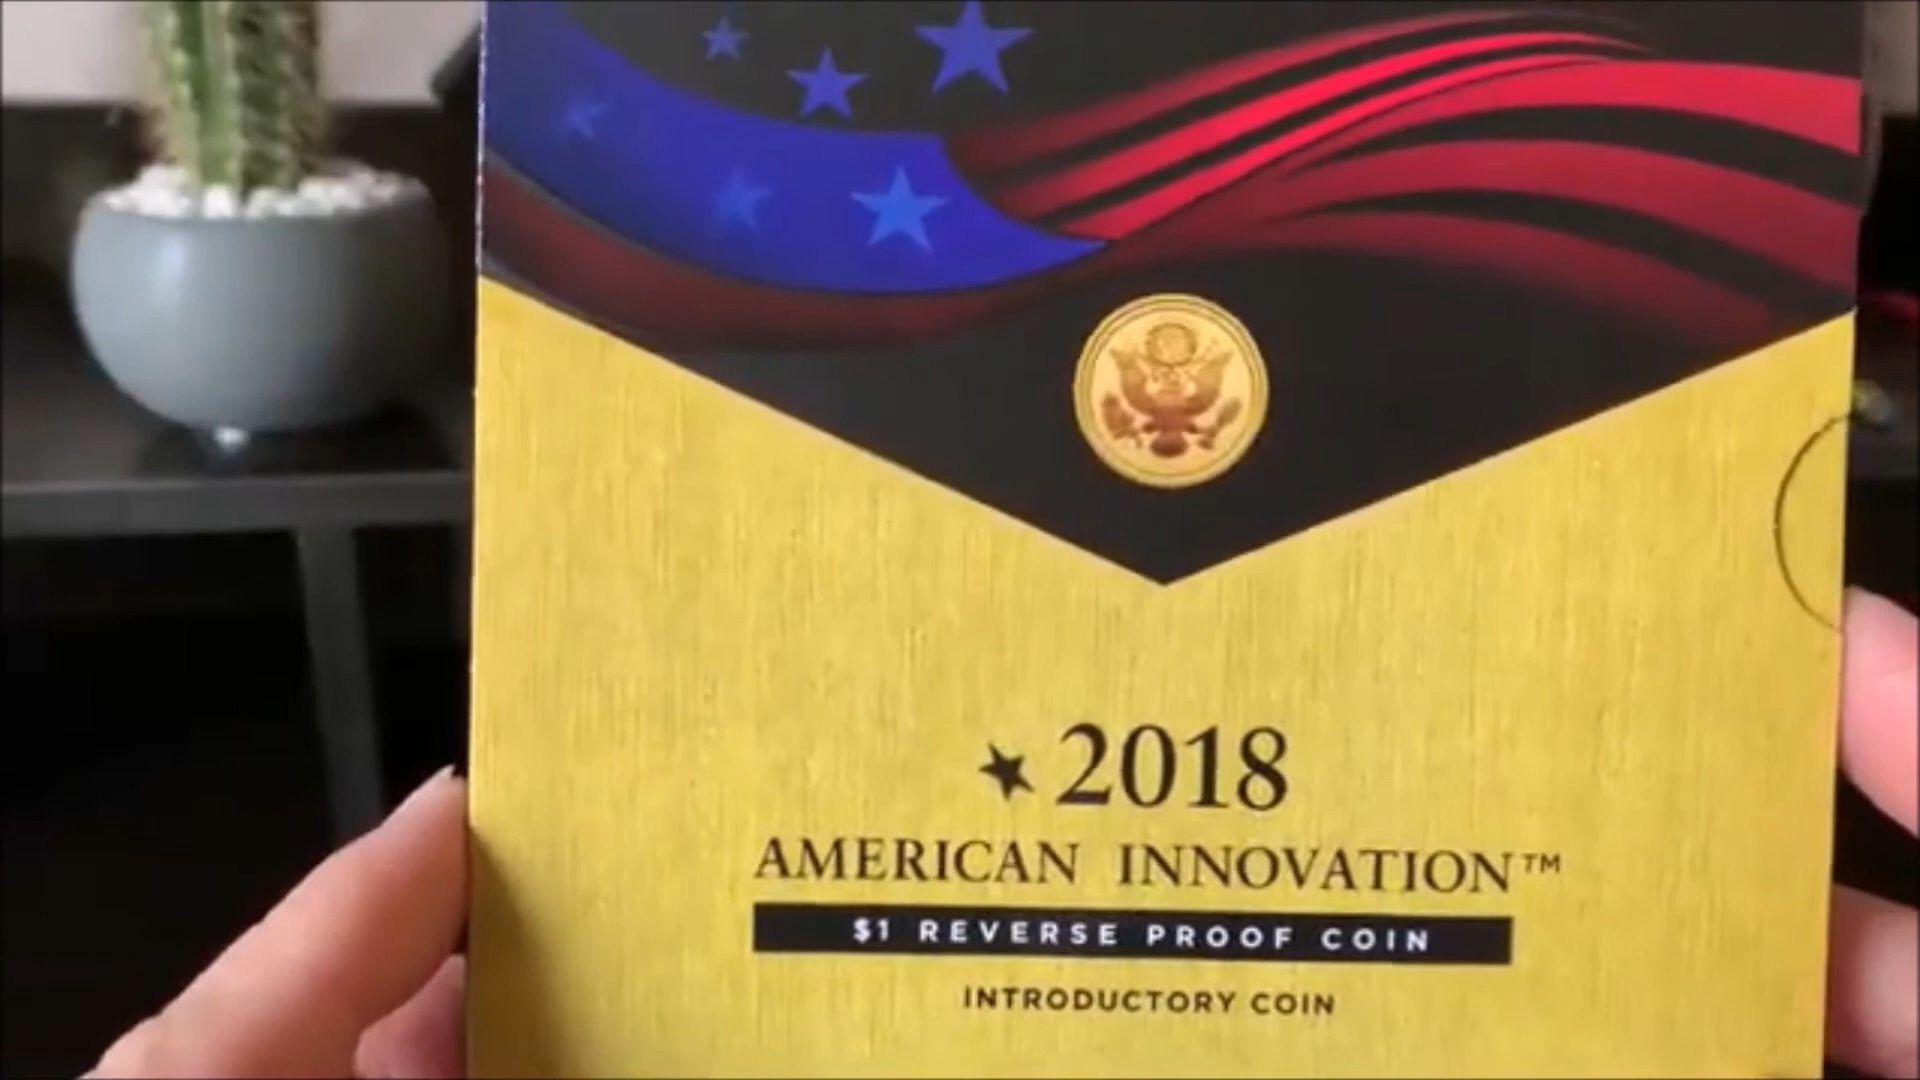 2018
AMERICAN INNOVATION™
$1 REVERSE PROOF COIN
INTRODUCTORY COIN